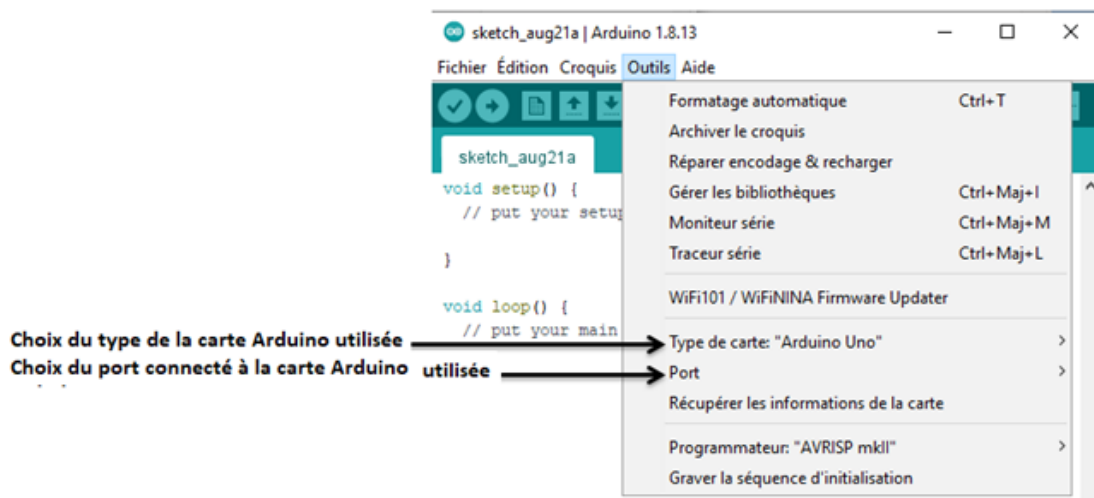 sketch_aug21a | Arduino 1.8.13
Fichier Édition Croquis Outils Aide
sketch_aug21a
void setup() {
// put your setup
}
void loop() {
// put your main
Formatage automatique Ctrl+T
Archiver le croquis
Réparer encodage & recharger
Gérer les bibliothèques Ctrl+Maj+I
Moniteur série Ctrl+Maj+M
Traceur série Ctrl+Maj+L
WiFi101 / WiFiNINA Firmware Updater
Type de carte: "Arduino Uno"
Port
Récupérer les informations de la carte
Programmateur: "AVRISP mkII"
Graver la séquence d'initialisation
Choix du type de la carte Arduino utilisée
Choix du port connecté à la carte Arduino utilisée